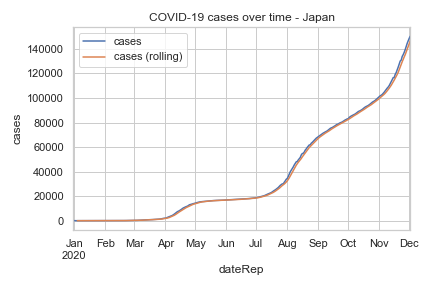 COVID-19 cases over time - Japan
cases
cases (rolling)
140000
120000
100000
80000
60000
40000
20000
0
cases
Jan Feb Mar Apr May Jun Jul Aug Sep Oct Nov Dec
2020
dateRep